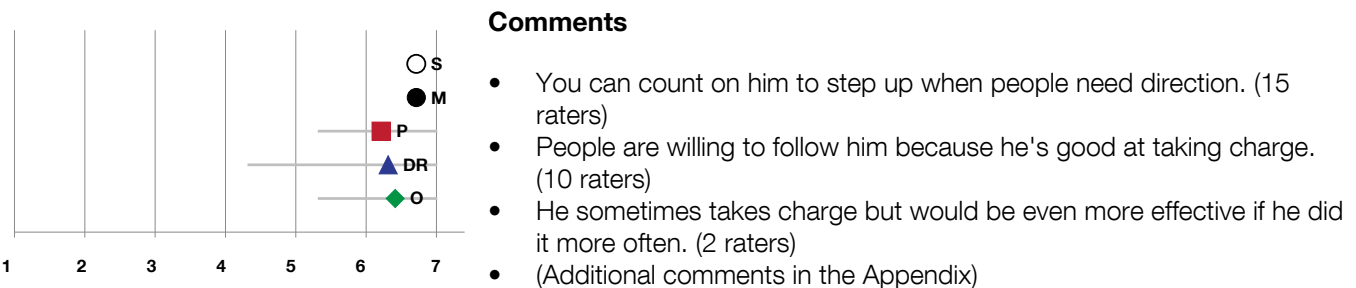 Comments
S
M
P
DR
O
1 2 3 4 5 6 7
• You can count on him to step up when people need direction. (15
raters)
• People are willing to follow him because he's good at taking charge.
(10 raters)
• He sometimes takes charge but would be even more effective if he did
it more often. (2 raters)
• (Additional comments in the Appendix)